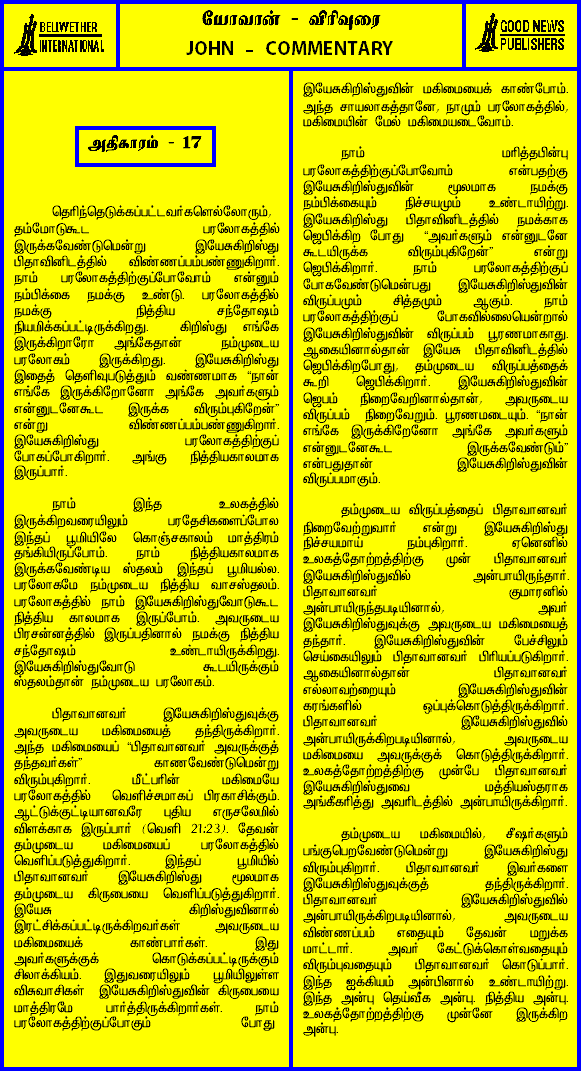 BELLWETHER
INTERNATIONAL
யோவான் - விரிவுரை
JOHN - COMMENTARY
GOOD NEWS
PUBLISHERS
அதிகாரம் - 17
தெரிந்தெடுக்கப்பட்டவர்களெல்லோரும்,
தம்மோடுகூட பரலோகத்தில்
இருக்கவேண்டுமென்று இயேசுகிறிஸ்து
பிதாவினிடத்தில் விண்ணப்பம்பண்ணுகிறார்.
நாம் பரலோகத்திற்குப்போவோம் என்னும்
நம்பிக்கை நமக்கு உண்டு. பரலோகத்தில்
நமக்கு நித்திய சந்தோஷம்
நியமிக்கப்பட்டிருக்கிறது. கிறிஸ்து எங்கே
இருக்கிறாரோ அங்கேதான் நம்முடைய
பரலோகம் இருக்கிறது. இயேசுகிறிஸ்து
இதைத் தெளிவுபடுத்தும் வண்ணமாக “நான்
எங்கே இருக்கிறேனோ அங்கே அவர்களும்
என்னுடனேகூட இருக்க விரும்புகிறேன்”
என்று விண்ணப்பம்பண்ணுகிறார்.
இயேசுகிறிஸ்து பரலோகத்திற்குப்
போகப்போகிறார். அங்கு நித்தியகாலமாக
இருப்பார்.
நாம் இந்த உலகத்தில்
இருக்கிறவரையிலும் பரதேசிகளைப்போல
இந்தப் பூமியிலே கொஞ்சகாலம் மாத்திரம்
தங்கியிருப்போம். நாம் நித்தியகாலமாக
இருக்கவேண்டிய ஸ்தலம் இந்தப் பூமியல்ல.
பரலோகமே நம்முடைய நித்திய வாசஸ்தலம்.
பரலோகத்தில் நாம் இயேசுகிறிஸ்துவோடுகூட
நித்திய காலமாக இருப்போம். அவருடைய
பிரசன்னத்தில் இருப்பதினால் நமக்கு நித்திய
சந்தோஷம் உண்டாயிருக்கிறது.
இயேசுகிறிஸ்துவோடு கூடயிருக்கும்
ஸ்தலம்தான் நம்முடைய பரலோகம்.
பிதாவானவர் இயேசுகிறிஸ்துவுக்கு
அவருடைய மகிமையைத் தந்திருக்கிறார்.
அந்த மகிமையைப் “பிதாவானவர் அவருக்குத்
தந்தவர்கள்” காணவேண்டுமென்று
விரும்புகிறார். மீட்பரின் மகிமையே
பரலோகத்தில் வெளிச்சமாகப் பிரகாசிக்கும்.
ஆட்டுக்குட்டியானவரே புதிய எருசலேமில்
விளக்காக இருப்பார் (வெளி 21:23). தேவன்
தம்முடைய மகிமையைப் பரலோகத்தில்
வெளிப்படுத்துகிறார். இந்தப் பூமியில்
பிதாவானவர் இயேசுகிறிஸ்து மூலமாக
தம்முடைய கிருபையை வெளிப்படுத்துகிறார்.
இயேசு கிறிஸ்துவினால்
இரட்சிக்கப்பட்டிருக்கிறவர்கள் அவருடைய
மகிமையைக் காண்பார்கள். இது
அவர்களுக்குக் கொடுக்கப்பட்டிருக்கும்
சிலாக்கியம். இதுவரையிலும் பூமியிலுள்ள
விசுவாசிகள் இயேசுகிறிஸ்துவின் கிருபையை
மாத்திரமே பார்த்திருக்கிறார்கள். நாம்
பரலோகத்திற்குப்போகும் போது
இயேசுகிறிஸ்துவின் மகிமையைக் காண்போம்.
அந்த சாயலாகத்தானே, நாமும் பரலோகத்தில்,
மகிமையின் மேல் மகிமையடைவோம்.
நாம் மரித்தபின்பு
பரலோகத்திற்குப்போவோம் என்பதற்கு
இயேசுகிறிஸ்துவின் மூலமாக நமக்கு
நம்பிக்கையும் நிச்சயமும் உண்டாயிற்று.
இயேசுகிறிஸ்து பிதாவினிடத்தில் நமக்காக
ஜெபிக்கிற போது “அவர்களும் என்னுடனே
கூடயிருக்க விரும்புகிறேன்” என்று
ஜெபிக்கிறார். நாம் பரலோகத்திற்குப்
போகவேண்டுமென்பது இயேசுகிறிஸ்துவின்
விருப்பமும் சித்தமும் ஆகும். நாம்
பரலோகத்திற்குப் போகவில்லையென்றால்
இயேசுகிறிஸ்துவின் விருப்பம் பூரணமாகாது.
ஆகையினால்தான் இயேசு பிதாவினிடத்தில்
ஜெபிக்கிறபோது, தம்முடைய விருப்பத்தைக்
கூறி ஜெபிக்கிறார். இயேசுகிறிஸ்துவின்
ஜெபம் நிறைவேறினால்தான், அவருடைய
விருப்பம் நிறைவேறும். பூரணமடையும். “நான்
எங்கே இருக்கிறேனோ அங்கே அவர்களும்
என்னுடனேகூட இருக்கவேண்டும்”
என்பதுதான் இயேசுகிறிஸ்துவின்
விருப்பமாகும்.
தம்முடைய விருப்பத்தைப் பிதாவானவர்
நிறைவேற்றுவார் என்று இயேசுகிறிஸ்து
நிச்சயமாய் நம்புகிறார். ஏனெனில்
உலகத்தோற்றத்திற்கு முன் பிதாவானவர்
இயேசுகிறிஸ்துவில் அன்பாயிருந்தார்.
பிதாவானவர் குமாரனில்
அன்பாயிருந்தபடியினால், அவர்
இயேசுகிறிஸ்துவுக்கு அவருடைய மகிமையைத்
தந்தார். இயேசுகிறிஸ்துவின் பேச்சிலும்
செய்கையிலும் பிதாவானவர் பிரியப்படுகிறார்.
ஆகையினால்தான் பிதாவானவர்
எல்லாவற்றையும் இயேசுகிறிஸ்துவின்
கரங்களில் ஒப்புக்கொடுத்திருக்கிறார்.
பிதாவானவர் இயேசுகிறிஸ்துவில்
அன்பாயிருக்கிறபடியினால், அவருடைய
மகிமையை அவருக்குக் கொடுத்திருக்கிறார்.
உலகத்தோற்றத்திற்கு முன்பே பிதாவானவர்
இயேசுகிறிஸ்துவை மத்தியஸ்தராக
அங்கீகரித்து அவரிடத்தில் அன்பாயிருக்கிறார்.
தம்முடைய மகிமையில், சீஷர்களும்
பங்குபெறவேண்டுமென்று இயேசுகிறிஸ்து
விரும்புகிறார். பிதாவானவர் இவர்களை
இயேசுகிறிஸ்துவுக்குத் தந்திருக்கிறார்.
பிதாவானவர் இயேசுகிறிஸ்துவில்
அன்பாயிருக்கிறபடியினால், அவருடைய
விண்ணப்பம் எதையும் தேவன் மறுக்க
மாட்டார். அவர் கேட்டுக்கொள்வதையும்
விரும்புவதையும் பிதாவானவர் கொடுப்பார்.
இந்த ஐக்கியம் அன்பினால் உண்டாயிற்று.
இந்த அன்பு தெய்வீக அன்பு. நித்திய அன்பு.
உலகத்தோற்றத்திற்கு முன்னே இருக்கிற
அன்பு.